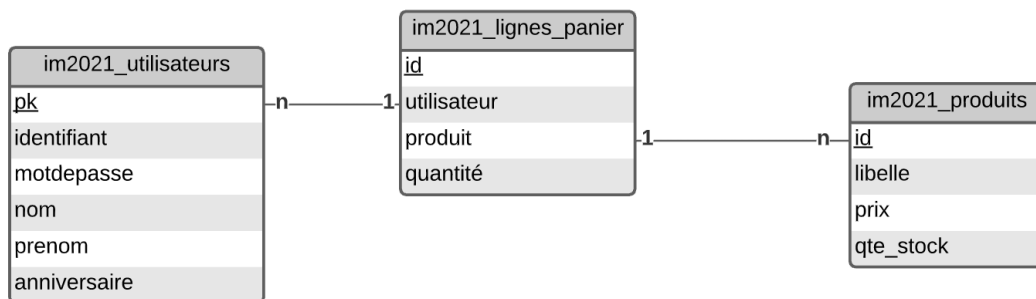 im2021_utilisateurs
pk
identifiant
motdepasse
nom
prenom
anniversaire
n
1
im2021_lignes_panier
id
utilisateur
produit
quantité
1
n
im2021_produits
id
libelle
prix
qte_stock